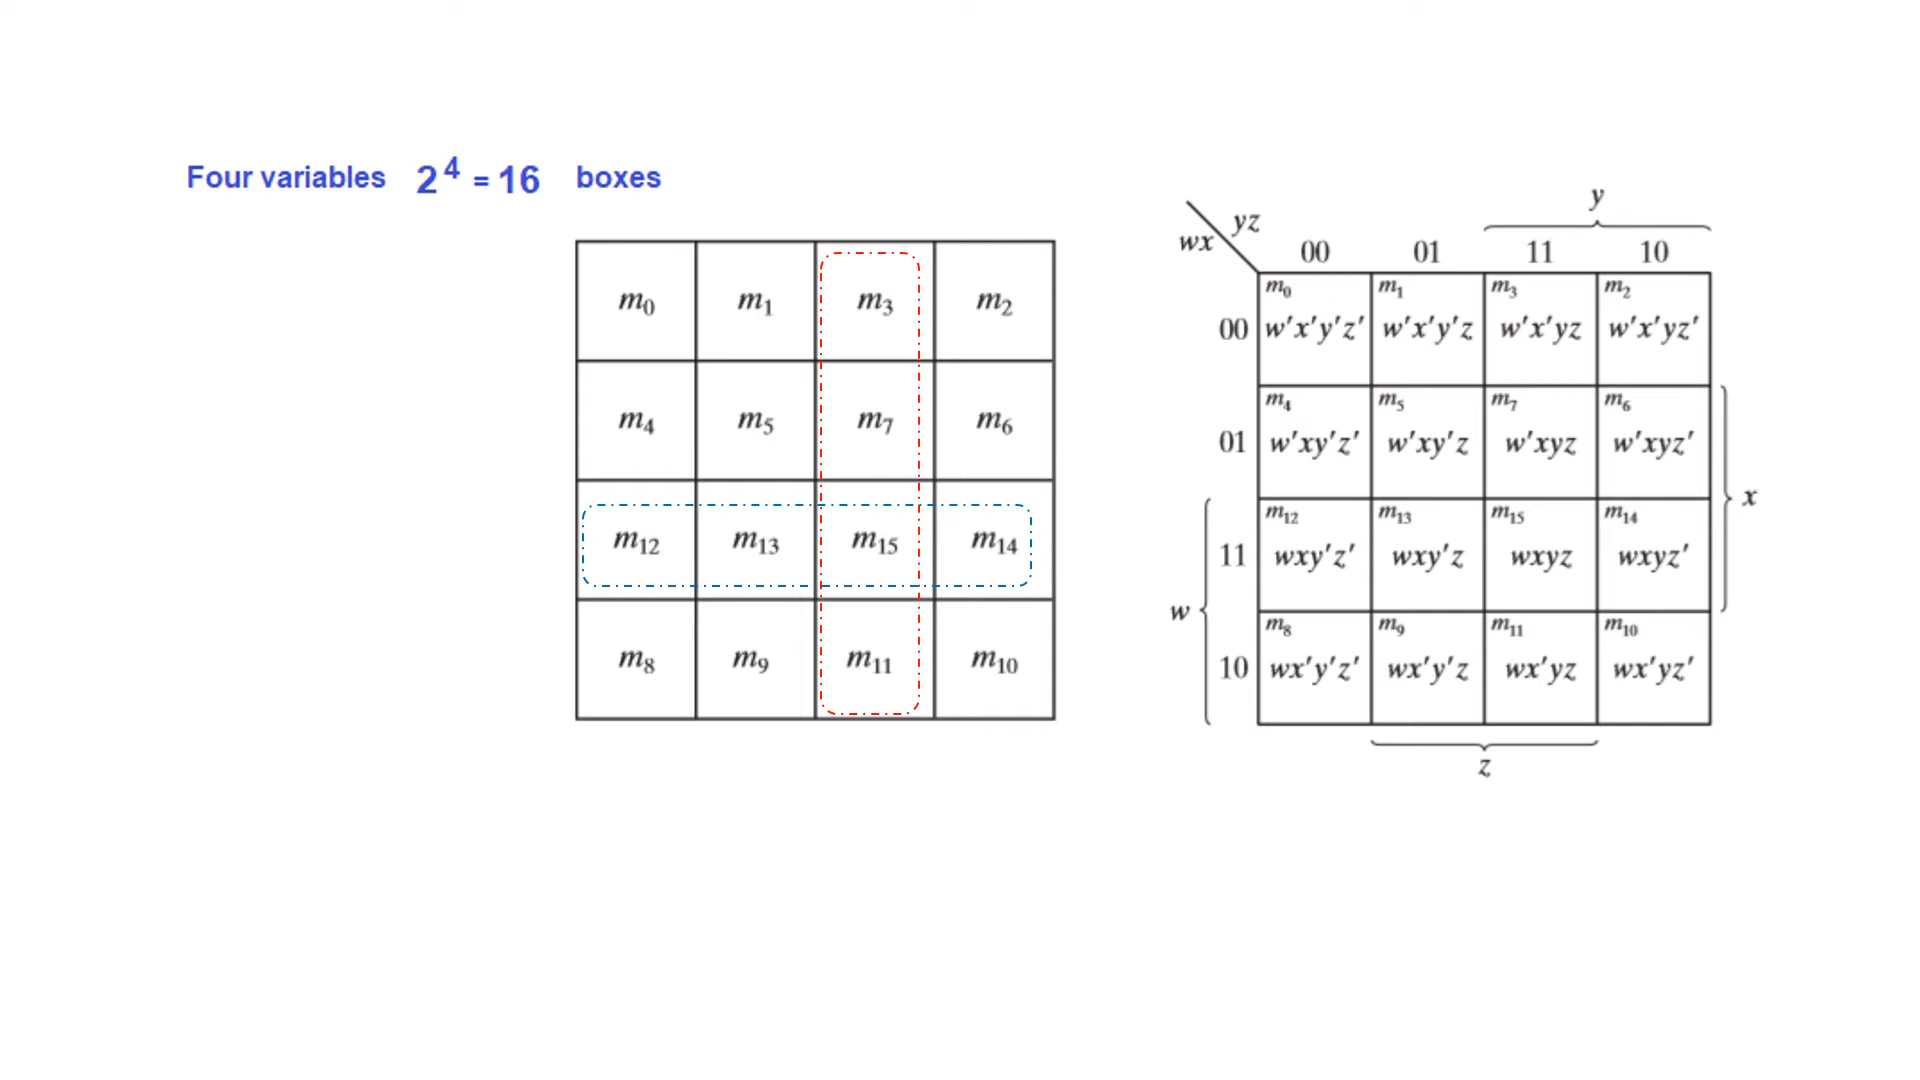 Four variables 2⁴ = 16 boxes
m₀ m₁ m₃ m₂
m₄ m₅ m₇ m₆
m₁₂ m₁₃ m₁₅ m₁₄
m₈ m₉ m₁₁ m₁₀
y
yz
wx
00 01 11 10
m₀ m₁ m₃ m₂
00 w'x'y'z' w'x'y'z w'x'yz w'x'yz'
m₄ m₅ m₇ m₆
01 w'xy'z' w'xy'z w'xyz w'xyz'
x
m₁₂ m₁₃ m₁₅ m₁₄
11 wxy'z' wxy'z wxyz wxyz'
w
m₈ m₉ m₁₁ m₁₀
10 wx'y'z' wx'y'z wx'yz wx'yz'
z